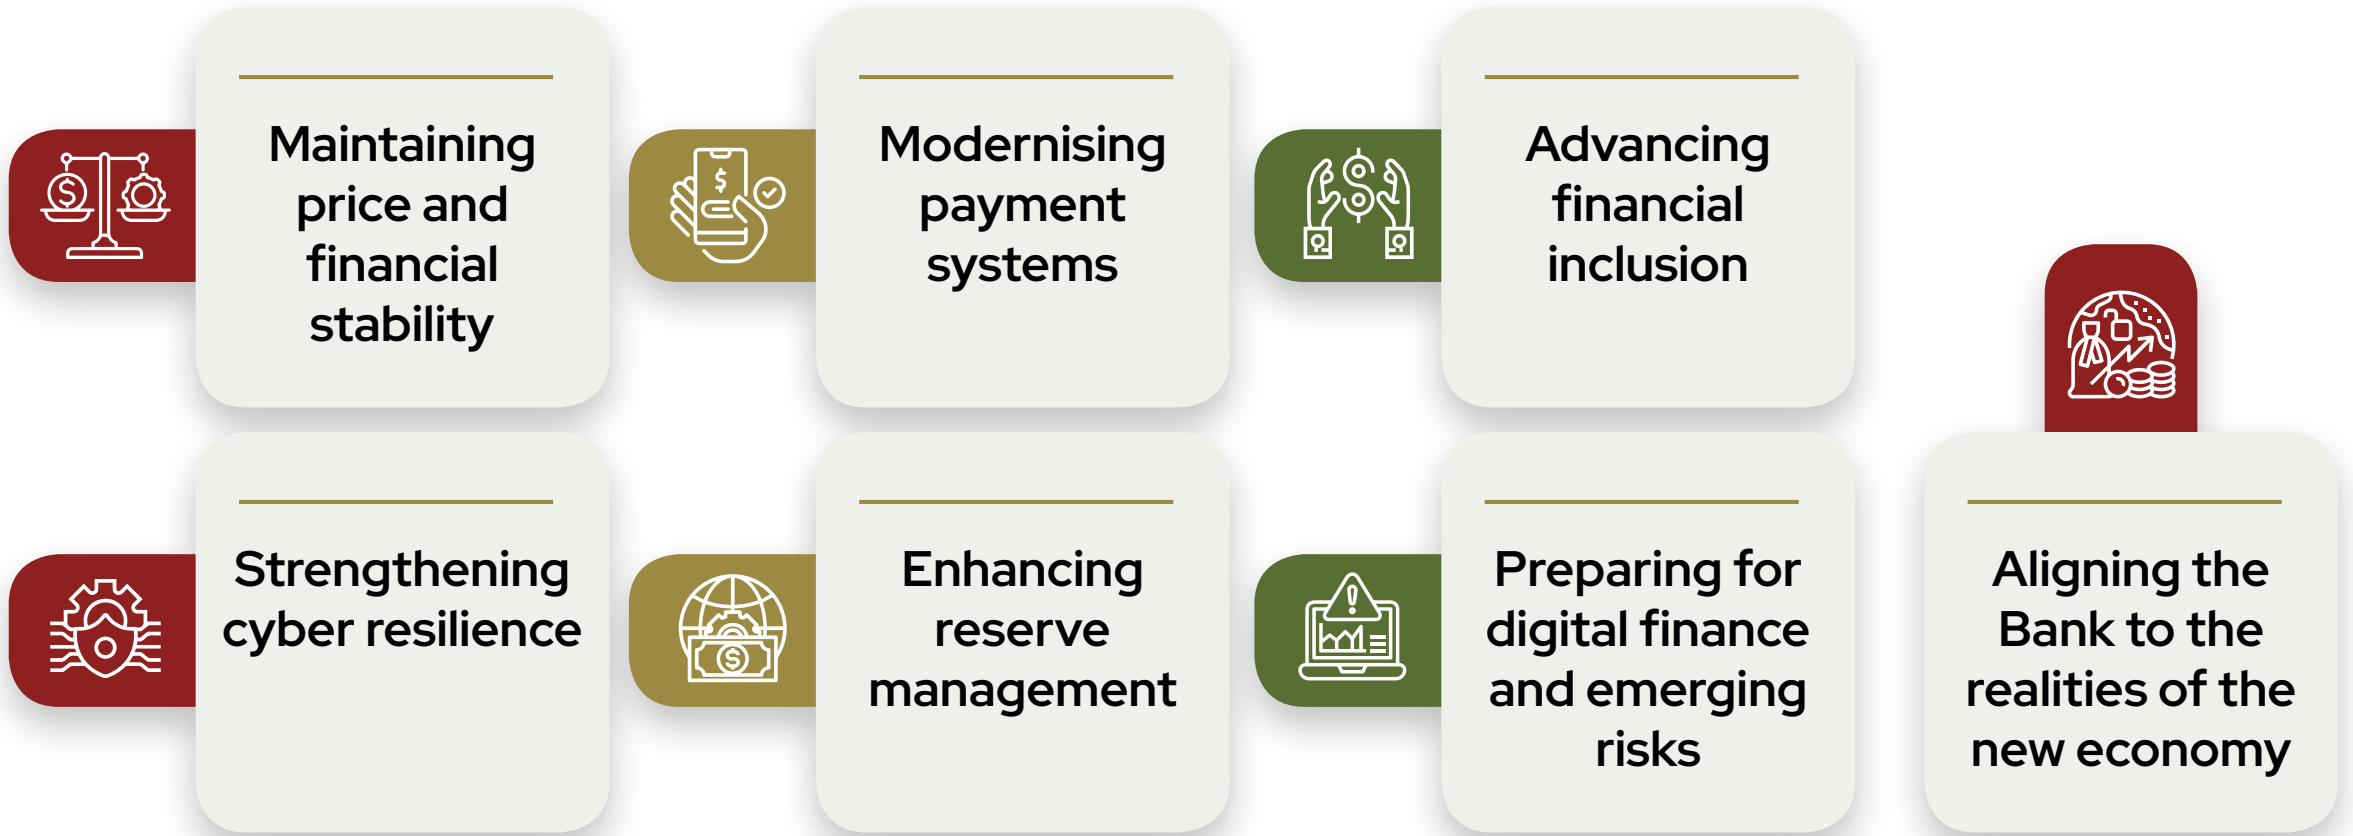 Maintaining
price and
financial
stability
Modernising
payment
systems
Advancing
financial
inclusion
Strengthening
cyber resilience
Enhancing
reserve
management
Preparing for
digital finance
and emerging
risks
Aligning the
Bank to the
realities of the
new economy